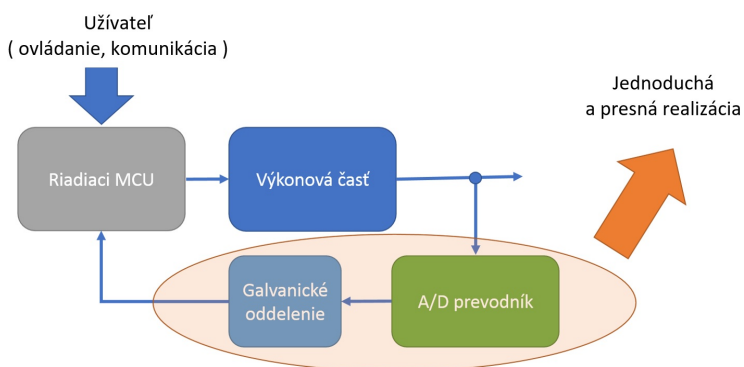 Užívateľ
( ovládanie, komunikácia )
Jednoduchá
a presná realizácia
Riadiaci MCU
Výkonová časť
Galvanické
oddelenie
A/D prevodník